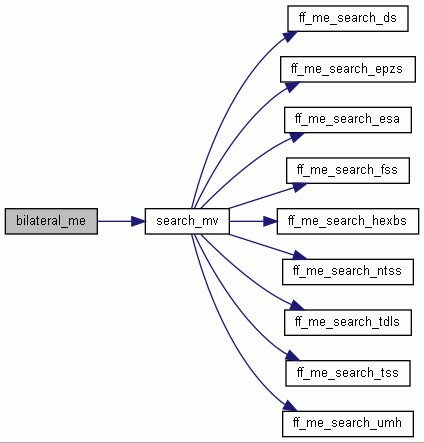 ff_me_search_ds
ff_me_search_epzs
ff_me_search_esa
ff_me_search_fss
bilateral_me
search_mv
ff_me_search_hexbs
ff_me_search_ntss
ff_me_search_tdls
ff_me_search_tss
ff_me_search_umh